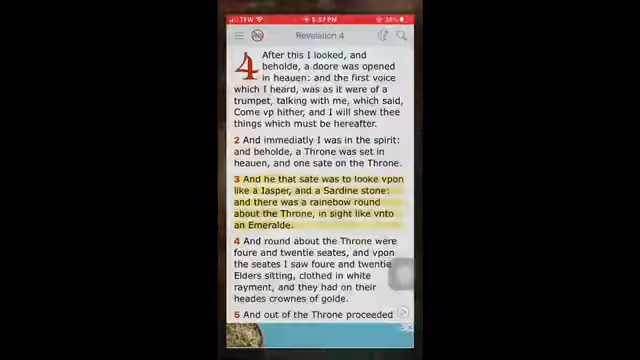 TFW
5:37 PM
36%
Revelation 4
4 After this I looked, and
beholde, a doore was opened
in heauen: and the first voice
which I heard, was as it were of a
trumpet, talking with me, which said,
Come vp hither, and I will shew thee
things which must be hereafter.
2 And immediatly I was in the spirit:
and beholde, a Throne was set in
heauen, and one sate on the Throne.
3 And he that sate was to looke vpon
like a Iasper, and a Sardine stone:
and there was a rainebow round
about the Throne, in sight like vnto
an Emeralde.
4 And round about the Throne were
foure and twentie seates, and vpon
the seates I saw foure and twentie
Elders sitting, clothed in white
rayment, and they had on their
heades crownes of golde.
5 And out of the Throne proceeded